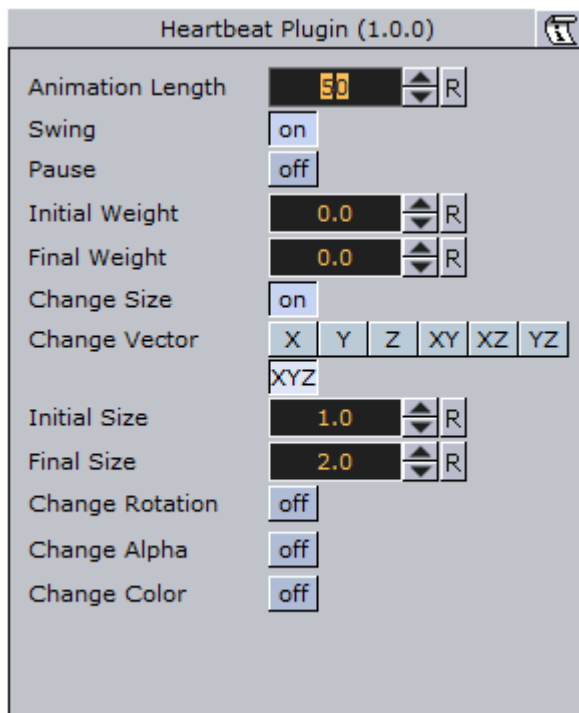 Heartbeat Plugin (1.0.0)
Animation Length 50 R
Swing on
Pause off
Initial Weight 0.0 R
Final Weight 0.0 R
Change Size on
Change Vector X Y Z XY XZ YZ
XYZ
Initial Size 1.0 R
Final Size 2.0 R
Change Rotation off
Change Alpha off
Change Color off